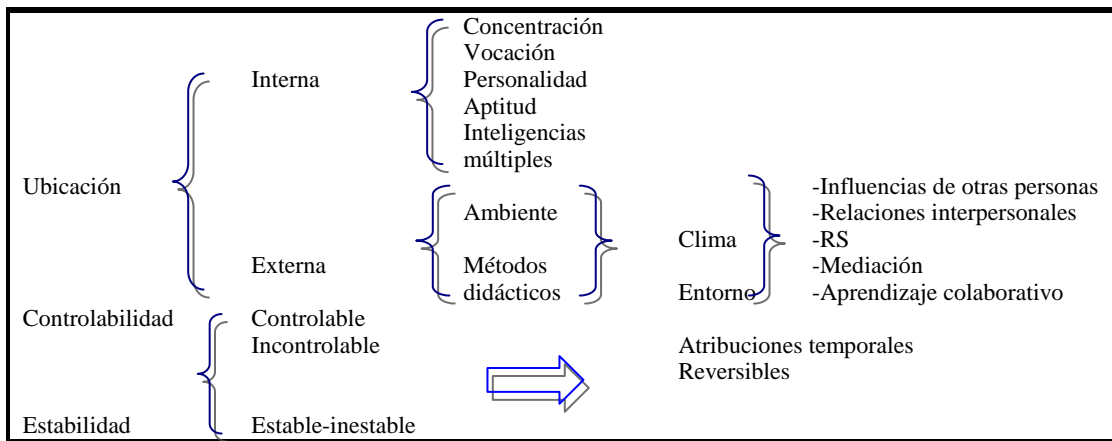 Concentración
Vocación
Interna
Personalidad
Aptitud
Inteligencias
múltiples
Ubicación
-Influencias de otras personas
Ambiente
-Relaciones interpersonales
Clima
-RS
Externa
Métodos
-Mediación
didácticos
Entorno
-Aprendizaje colaborativo
Controlabilidad
Controlable
Incontrolable
Atribuciones temporales
Reversibles
Estabilidad
Estable-inestable